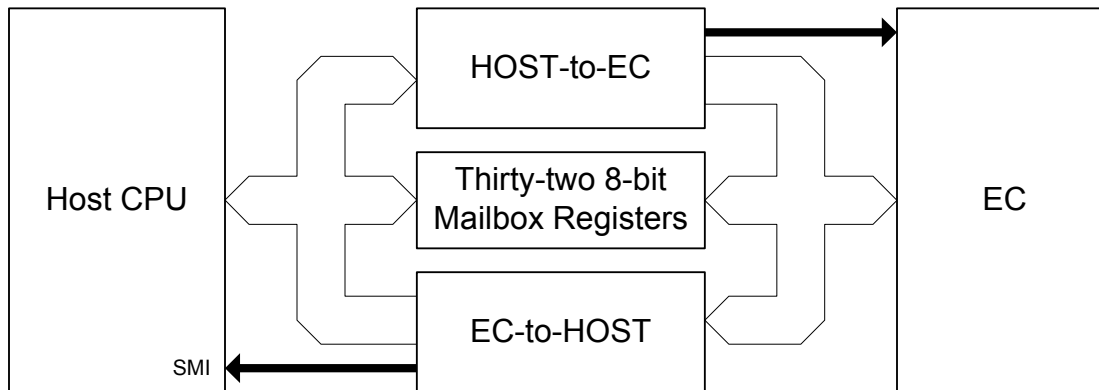 HOST-to-EC
Host CPU
Thirty-two 8-bit
Mailbox Registers
EC
EC-to-HOST
SMI